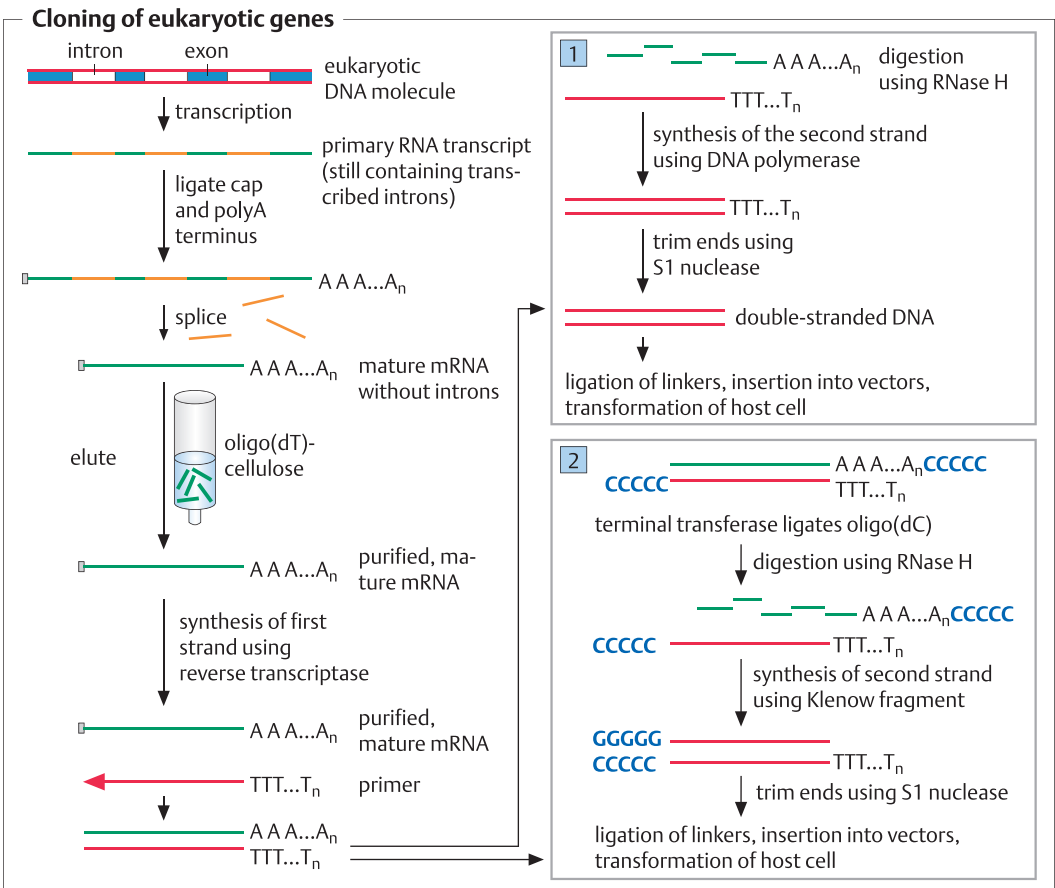 Cloning of eukaryotic genes
intron
exon
eukaryotic
DNA molecule
transcription
primary RNA transcript
(still containing trans-
cribed introns)
ligate cap
and polyA
terminus
A A A...An
splice
A A A...An
mature mRNA
without introns
elute
oligo(dT)-
cellulose
A A A...An
purified, ma-
ture mRNA
synthesis of first
strand using
reverse transcriptase
A A A...An
purified,
mature mRNA
TTT...Tn
primer
A A A...An
TTT...Tn
1
A A A...An
digestion
using RNase H
TTT...Tn
synthesis of the second strand
using DNA polymerase
TTT...Tn
trim ends using
S1 nuclease
double-stranded DNA
ligation of linkers, insertion into vectors,
transformation of host cell
2
A A A...AnCCCCC
CCCCC
TTT...Tn
terminal transferase ligates oligo(dC)
digestion using RNase H
A A A...AnCCCCC
CCCCC
TTT...Tn
synthesis of second strand
using Klenow fragment
GGGGG
CCCCC
TTT...Tn
trim ends using S1 nuclease
ligation of linkers, insertion into vectors,
transformation of host cell